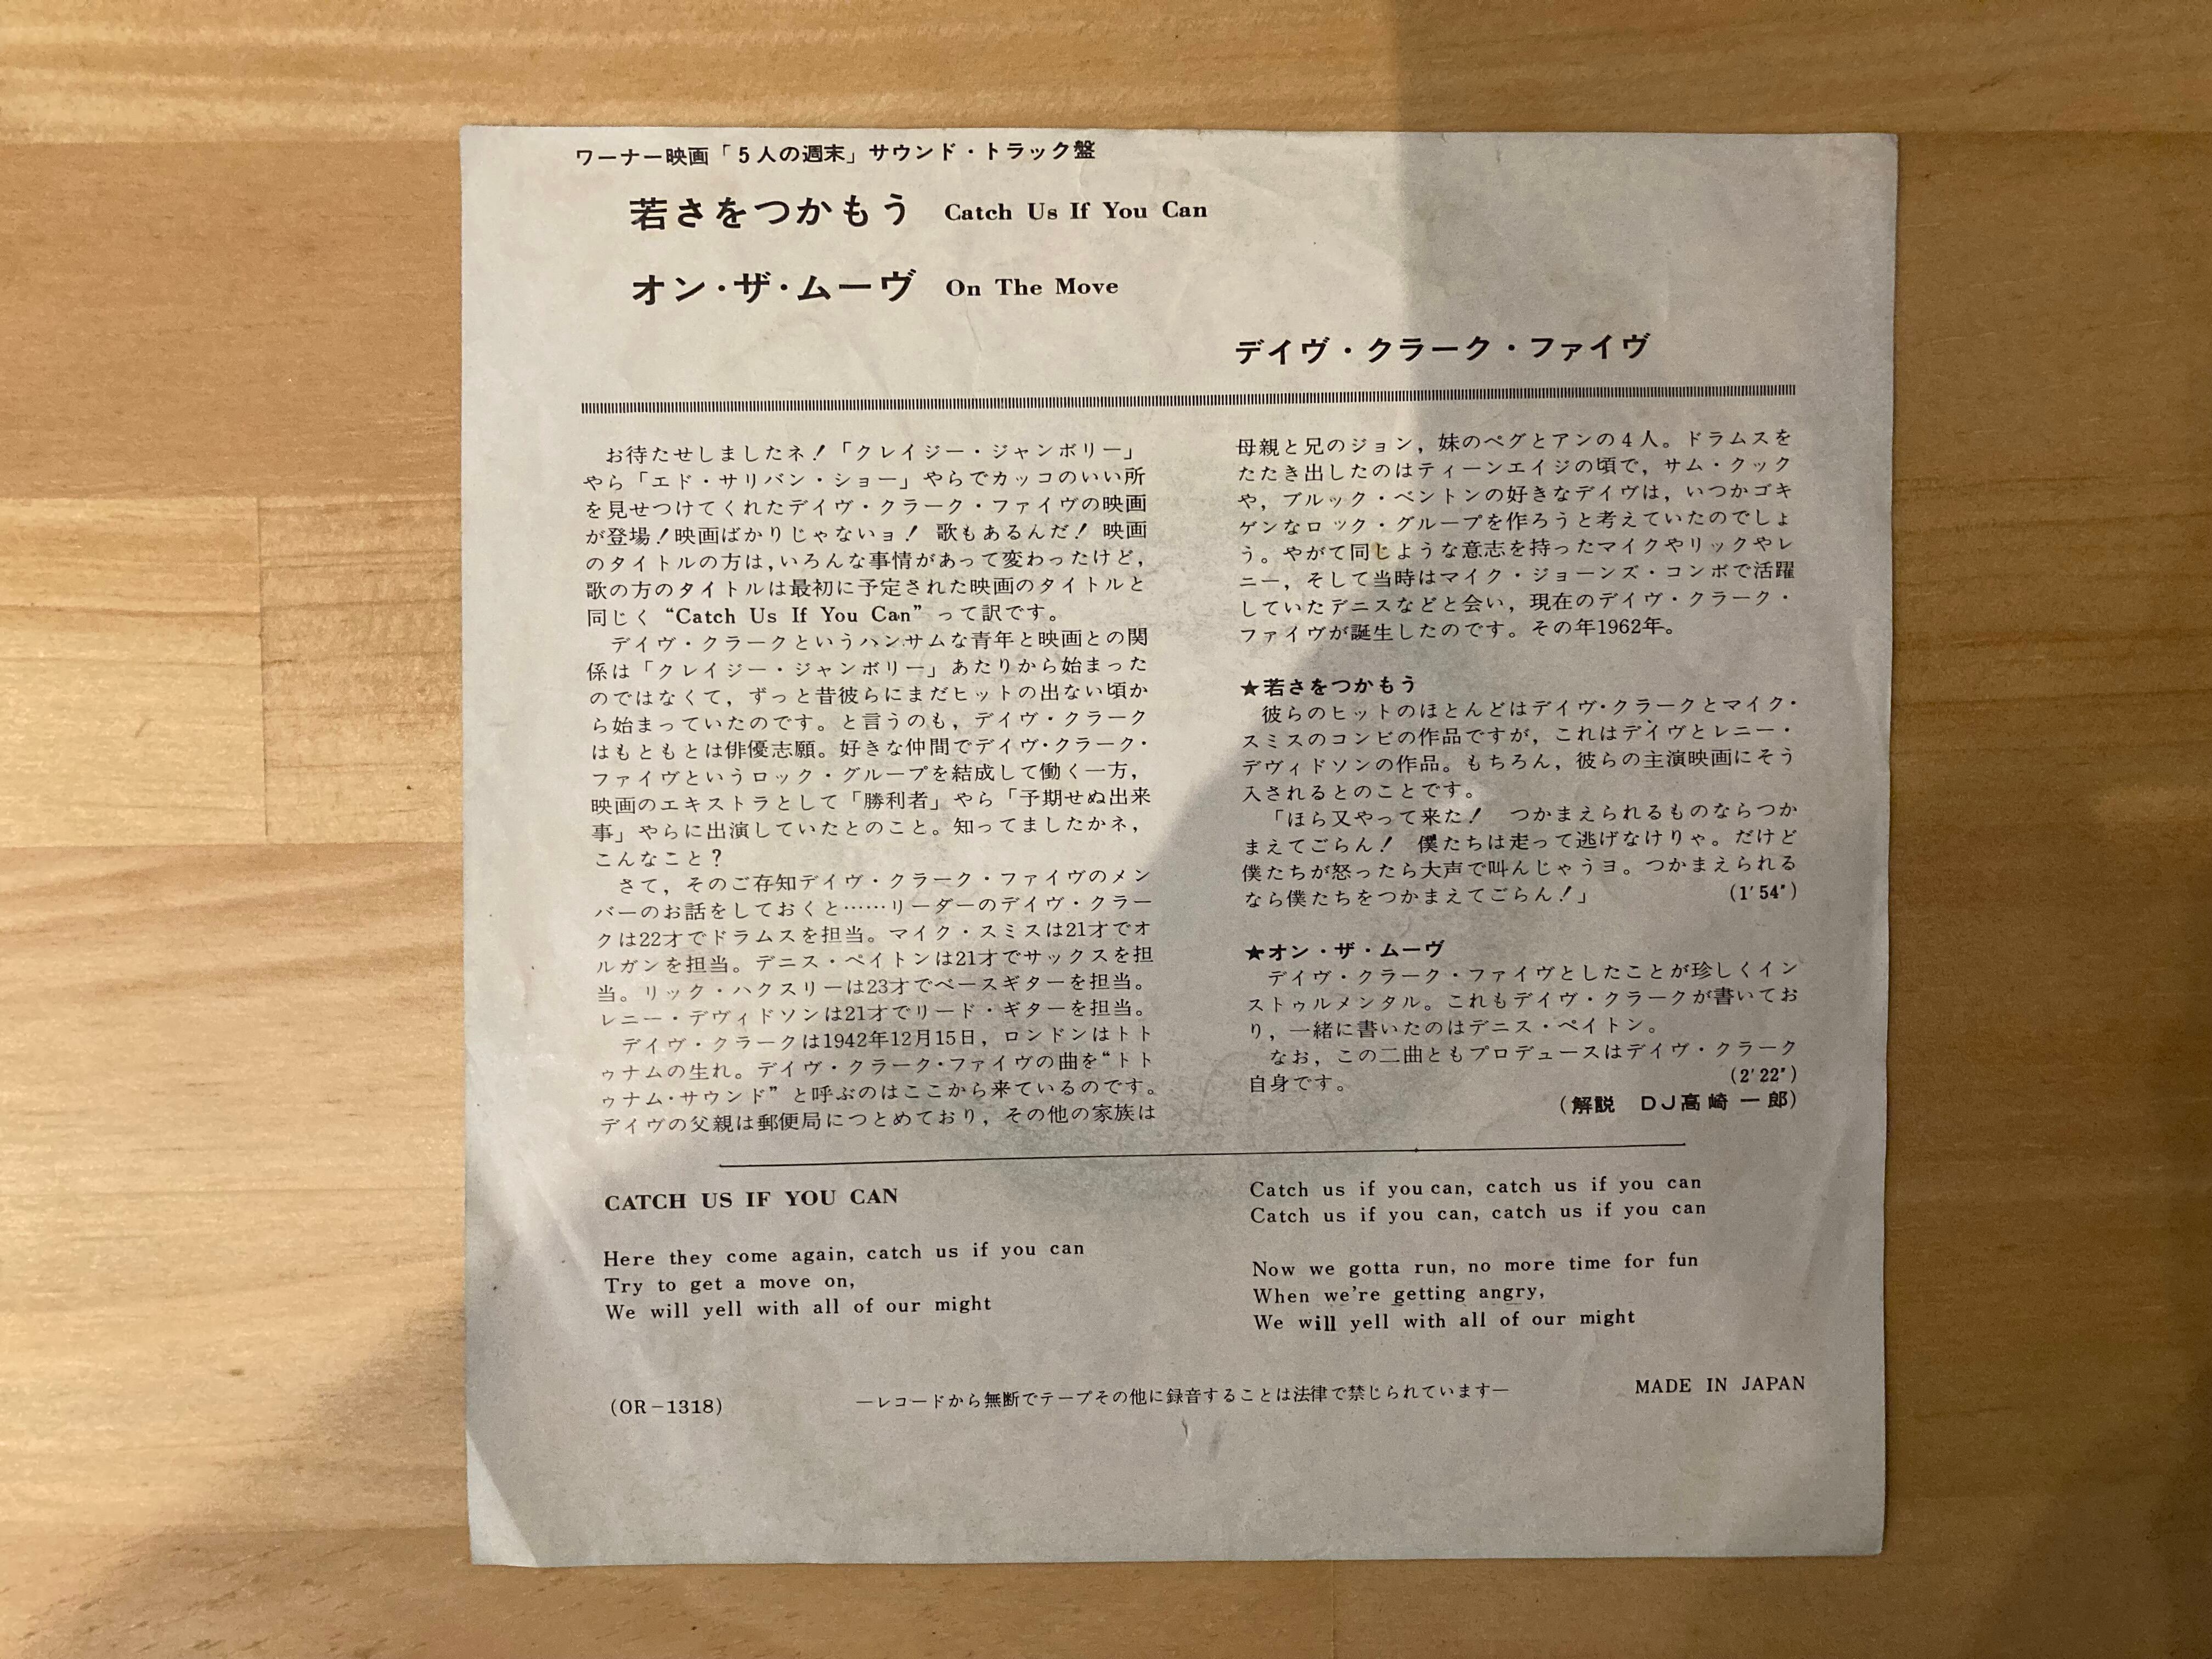 ワーナー映画「5人の週末」サウンド・トラック盤
若さをつかもう Catch Us If You Can
オン・ザ・ムーヴ On The Move
デイヴ・クラーク・ファイヴ
お待たせしましたネ!「クレイジー・ジャンボリー」
やら「エド・サリバン・ショー」やらでカッコのいい所
を見せつけてくれたデイヴ・クラーク・ファイヴの映画
が登場!映画ばかりじゃないョ! 歌もあるんだ! 映画
のタイトルの方は,いろんな事情があって変わったけど,
歌の方のタイトルは最初に予定された映画のタイトルと
同じく “Catch Us If You Can” って訳です。
デイヴ・クラークというハンサムな青年と映画との関
係は「クレイジー・ジャンボリー」あたりから始まった
のではなくて，ずっと昔彼らにまだヒットの出ない頃か
ら始まっていたのです。と言うのも，デイヴ・クラーク
はもともとは俳優志願。好きな仲間でデイヴ・クラーク・
ファイヴというロック・グループを結成して働く一方，
映画のエキストラとして「勝利者」やら「予期せぬ出来
事」やらに出演していたとのこと。知ってましたかネ，
こんなこと?
さて，そのご存知デイヴ・クラーク・ファイヴのメン
バーのお話をしておくと……リーダーのデイヴ・クラー
クは22才でドラムスを担当。マイク・スミスは21才でオ
ルガンを担当。デニス・ペイトンは21才でサックスを担
当。リック・ハクスリーは23才でベースギターを担当。
レニー・デヴィドソンは21才でリード・ギターを担当。
デイヴ・クラークは1942年12月15日，ロンドンはトト
ゥナムの生れ。デイヴ・クラーク・ファイヴの曲を“トト
ゥナム・サウンド” と呼ぶのはここから来ているのです。
デイヴの父親は郵便局につとめており，その他の家族は
母親と兄のジョン，妹のペグとアンの4人。ドラムスを
たたき出したのはティーンエイジの頃で，サム・クック
や，ブルック・ベントンの好きなデイヴは，いつかゴキ
ゲンなロック・グループを作ろうと考えていたのでしょ
う。やがて同じような意志を持ったマイクやリックやレ
ニー，そして当時はマイク・ジョーンズ・コンボで活躍
していたデニスなどと会い，現在のデイヴ・クラーク・
ファイヴが誕生したのです。その年1962年。
★若さをつかもう
彼らのヒットのほとんどはデイヴ・クラークとマイク・
スミスのコンビの作品ですが，これはデイヴとレニー・
デヴィドソンの作品。もちろん，彼らの主演映画にそう
入されるとのことです。
「ほら又やって来た! つかまえられるものならつか
まえてごらん! 僕たちは走って逃げなけりゃ。だけど
僕たちが怒ったら大声で叫んじゃうヨ。つかまえられる
なら僕たちをつかまえてごらん!」 (1′54″)
★オン・ザ・ムーヴ
デイヴ・クラーク・ファイヴとしたことが珍しくイン
ストゥルメンタル。これもデイヴ・クラークが書いてお
り，一緒に書いたのはデニス・ペイトン。
なお，この二曲ともプロデュースはデイヴ・クラーク
自身です。 (2′22″)
(解説 DJ高崎一郎)
CATCH US IF YOU CAN
Here they come again, catch us if you can
Try to get a move on,
We will yell with all of our might
Catch us if you can, catch us if you can
Catch us if you can, catch us if you can
Now we gotta run, no more time for fun
When we're getting angry,
We will yell with all of our might
(OR-1318) —レコードから無断でテープその他に録音することは法律で禁じられています— MADE IN JAPAN